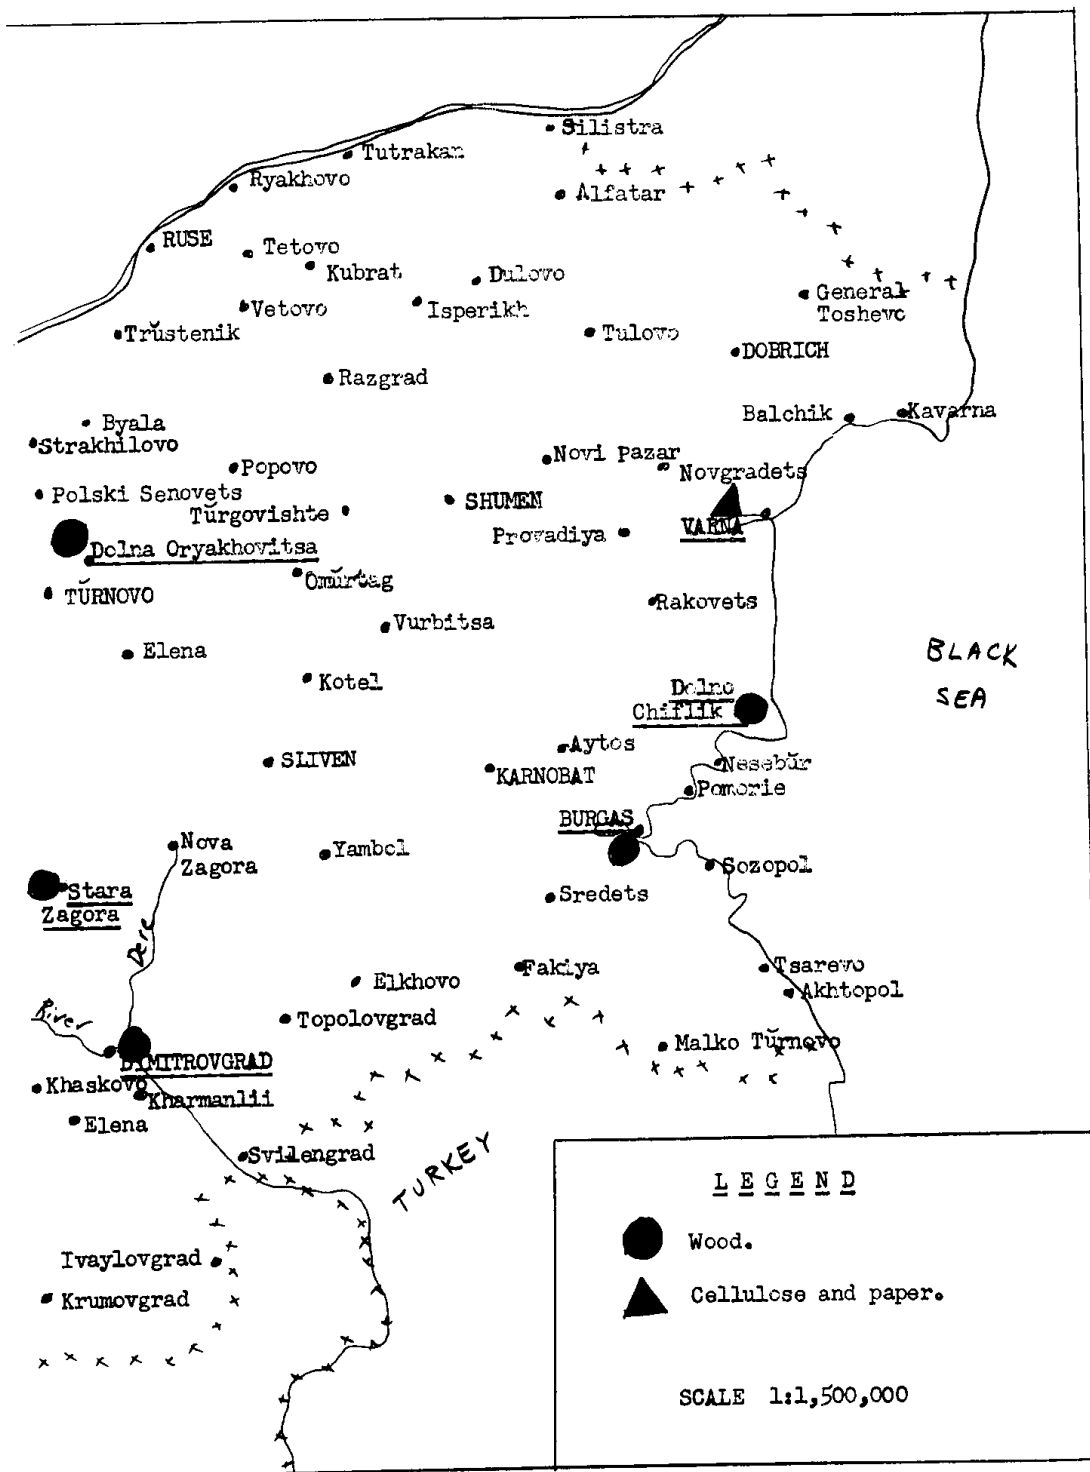 Silistra
Tutrakan
Ryakhovo
Alfatar
RUSE
Tetovo
Kubrat
Dulovo
General
Toshevo
Vetovo
Isperikh
Trŭstenik
Tulovo
DOBRICH
Razgrad
Balchik
Kavarna
Byala
Strakhilovo
Novi Pazar
Popovo
Novgradets
Polski Senovets
SHUMEN
Tŭrgovishte
Provadiya
VARNA
Dolna Oryakhovitsa
Omŭrtag
TŬRNOVO
Rakovets
Vurbitsa
Elena
BLACK
SEA
Kotel
Dolno
Chiflik
Aytos
SLIVEN
KARNOBAT
Nesebŭr
Pomorie
BURGAS
Nova
Zagora
Yambol
Sozopol
Stara
Zagora
Sredets
Dere
Fakiya
Tsarevo
Elkhovo
Akhtopol
River
Topolovgrad
Malko Tŭrnovo
DIMITROVGRAD
Khaskovo
Kharmanlii
Elena
Svilengrad
TURKEY
LEGEND
Wood.
Ivaylovgrad
Krumovgrad
Cellulose and paper.
SCALE 1:1,500,000